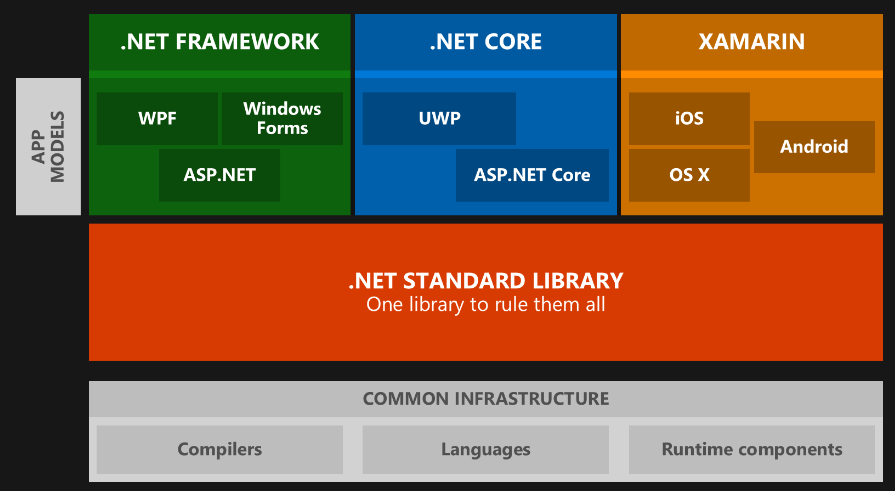 .NET FRAMEWORK
.NET CORE
XAMARIN
APP
MODELS
WPF
Windows
Forms
ASP.NET
UWP
ASP.NET Core
iOS
Android
OS X
.NET STANDARD LIBRARY
One library to rule them all
COMMON INFRASTRUCTURE
Compilers
Languages
Runtime components